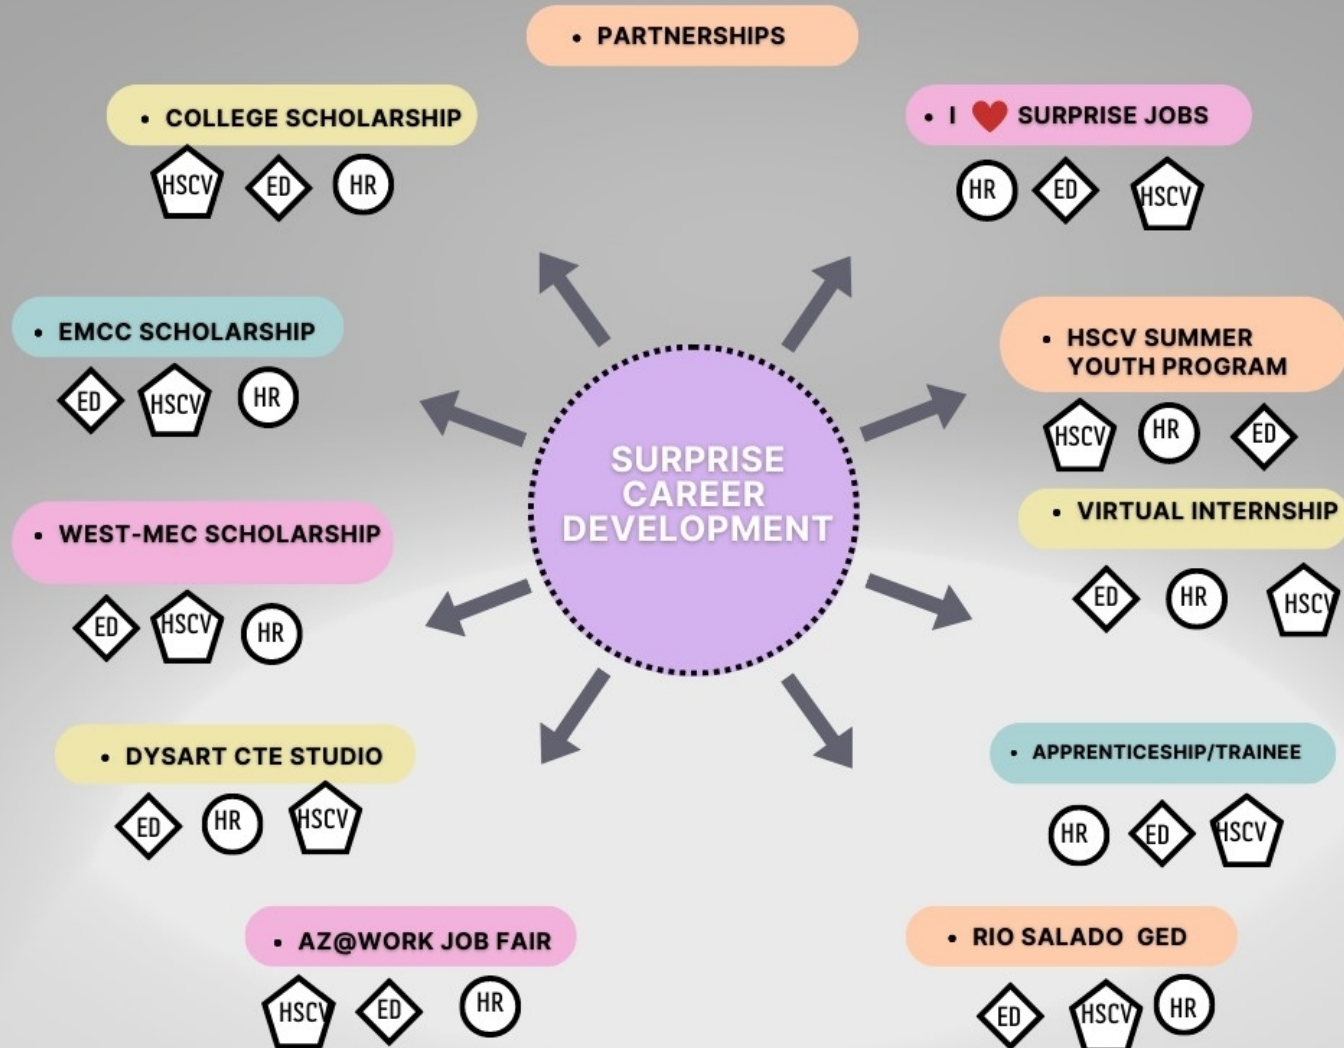 • PARTNERSHIPS
• COLLEGE SCHOLARSHIP
HSCV ED HR
• I ❤ SURPRISE JOBS
HR ED HSCV
• EMCC SCHOLARSHIP
ED HSCV HR
• HSCV SUMMER
YOUTH PROGRAM
HSCV HR ED
SURPRISE
CAREER
DEVELOPMENT
• WEST-MEC SCHOLARSHIP
ED HSCV HR
• VIRTUAL INTERNSHIP
ED HR HSCV
• DYSART CTE STUDIO
ED HR HSCV
• APPRENTICESHIP/TRAINEE
HR ED HSCV
• AZ@WORK JOB FAIR
HSCV ED HR
• RIO SALADO GED
ED HSCV HR